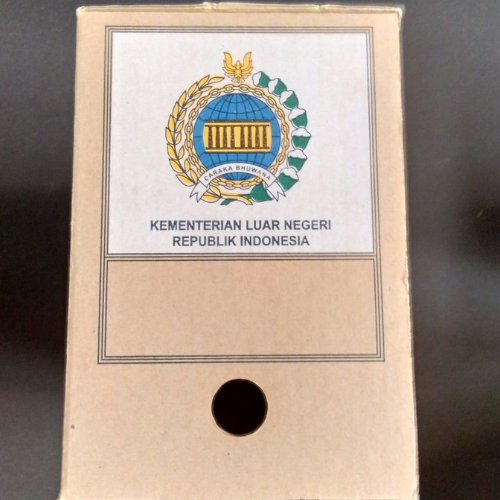 CARAKA BHUWANA
KEMENTERIAN LUAR NEGERI
REPUBLIK INDONESIA